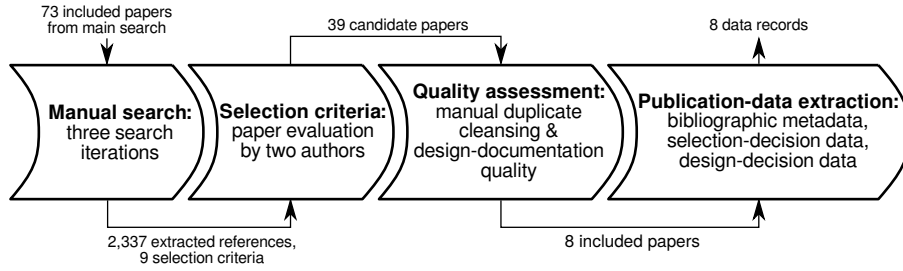 73 included papers
from main search
39 candidate papers
8 data records
Manual search:
three search
iterations
Selection criteria:
paper evaluation
by two authors
Quality assessment:
manual duplicate
cleansing &
design-documentation
quality
Publication-data extraction:
bibliographic metadata,
selection-decision data,
design-decision data
2,337 extracted references,
9 selection criteria
8 included papers